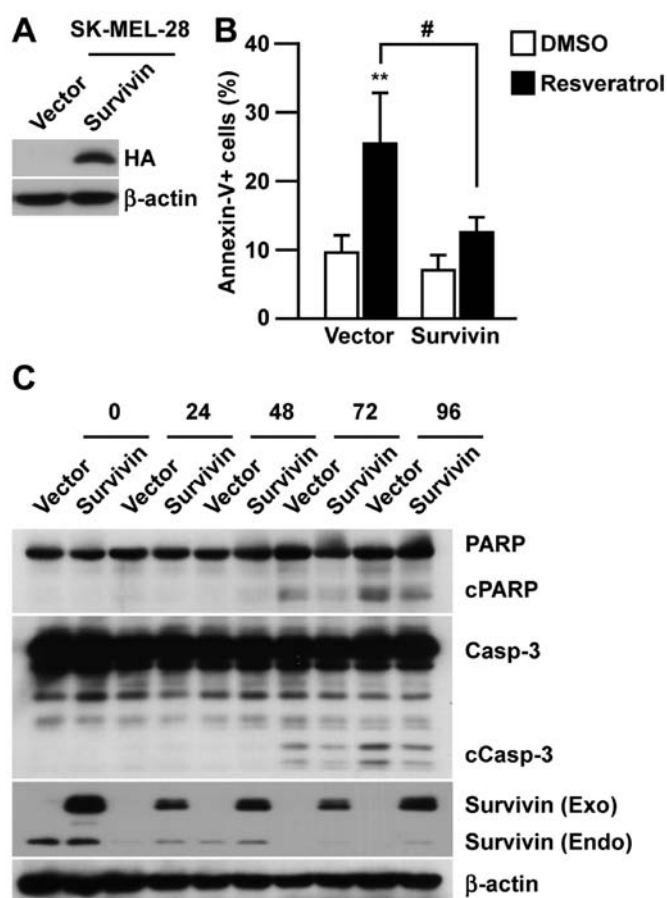 A
SK-MEL-28
Vector
Survivin
HA
β-actin
B
Annexin-V+ cells (%)
40
30
20
10
0
**
#
DMSO
Resveratrol
Vector
Survivin
C
0
24
48
72
96
Vector
Survivin
Vector
Survivin
Vector
Survivin
Vector
Survivin
Vector
Survivin
PARP
cPARP
Casp-3
cCasp-3
Survivin (Exo)
Survivin (Endo)
β-actin